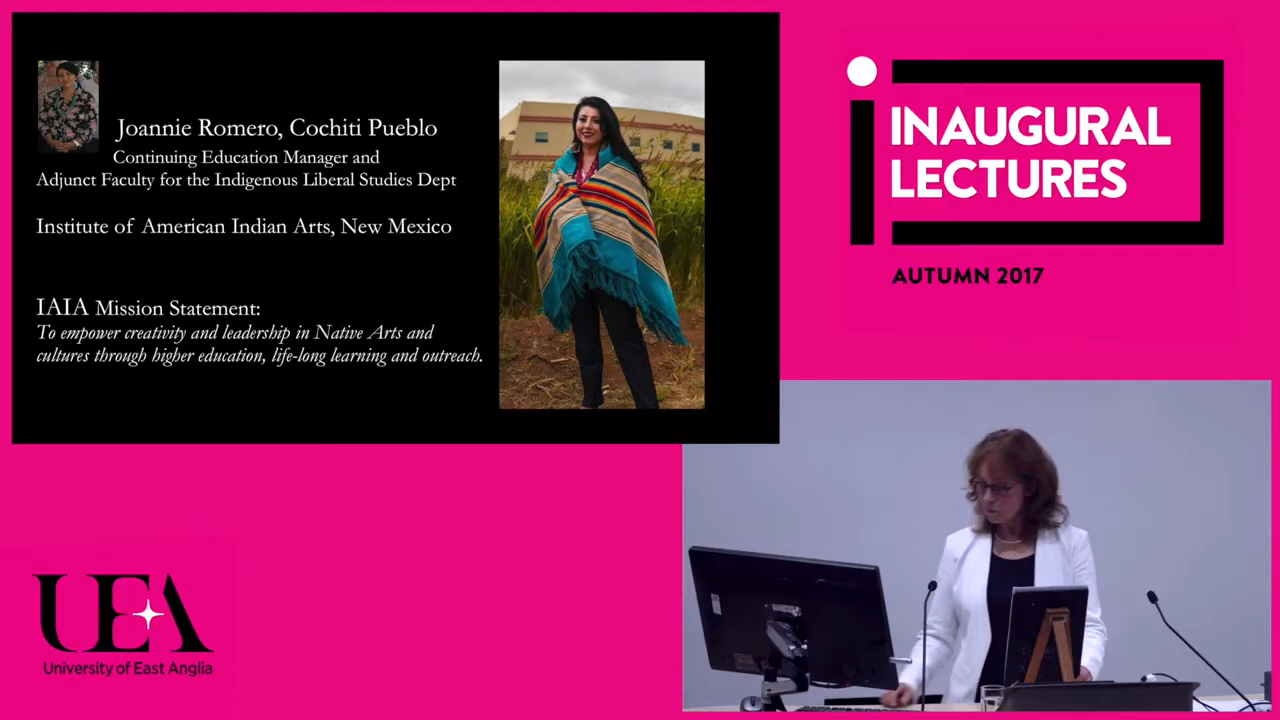 Joannie Romero, Cochiti Pueblo
Continuing Education Manager and
Adjunct Faculty for the Indigenous Liberal Studies Dept
Institute of American Indian Arts, New Mexico
IAIA Mission Statement:
To empower creativity and leadership in Native Arts and
cultures through higher education, life-long learning and outreach.
INAUGURAL
LECTURES
AUTUMN 2017
UEA
University of East Anglia